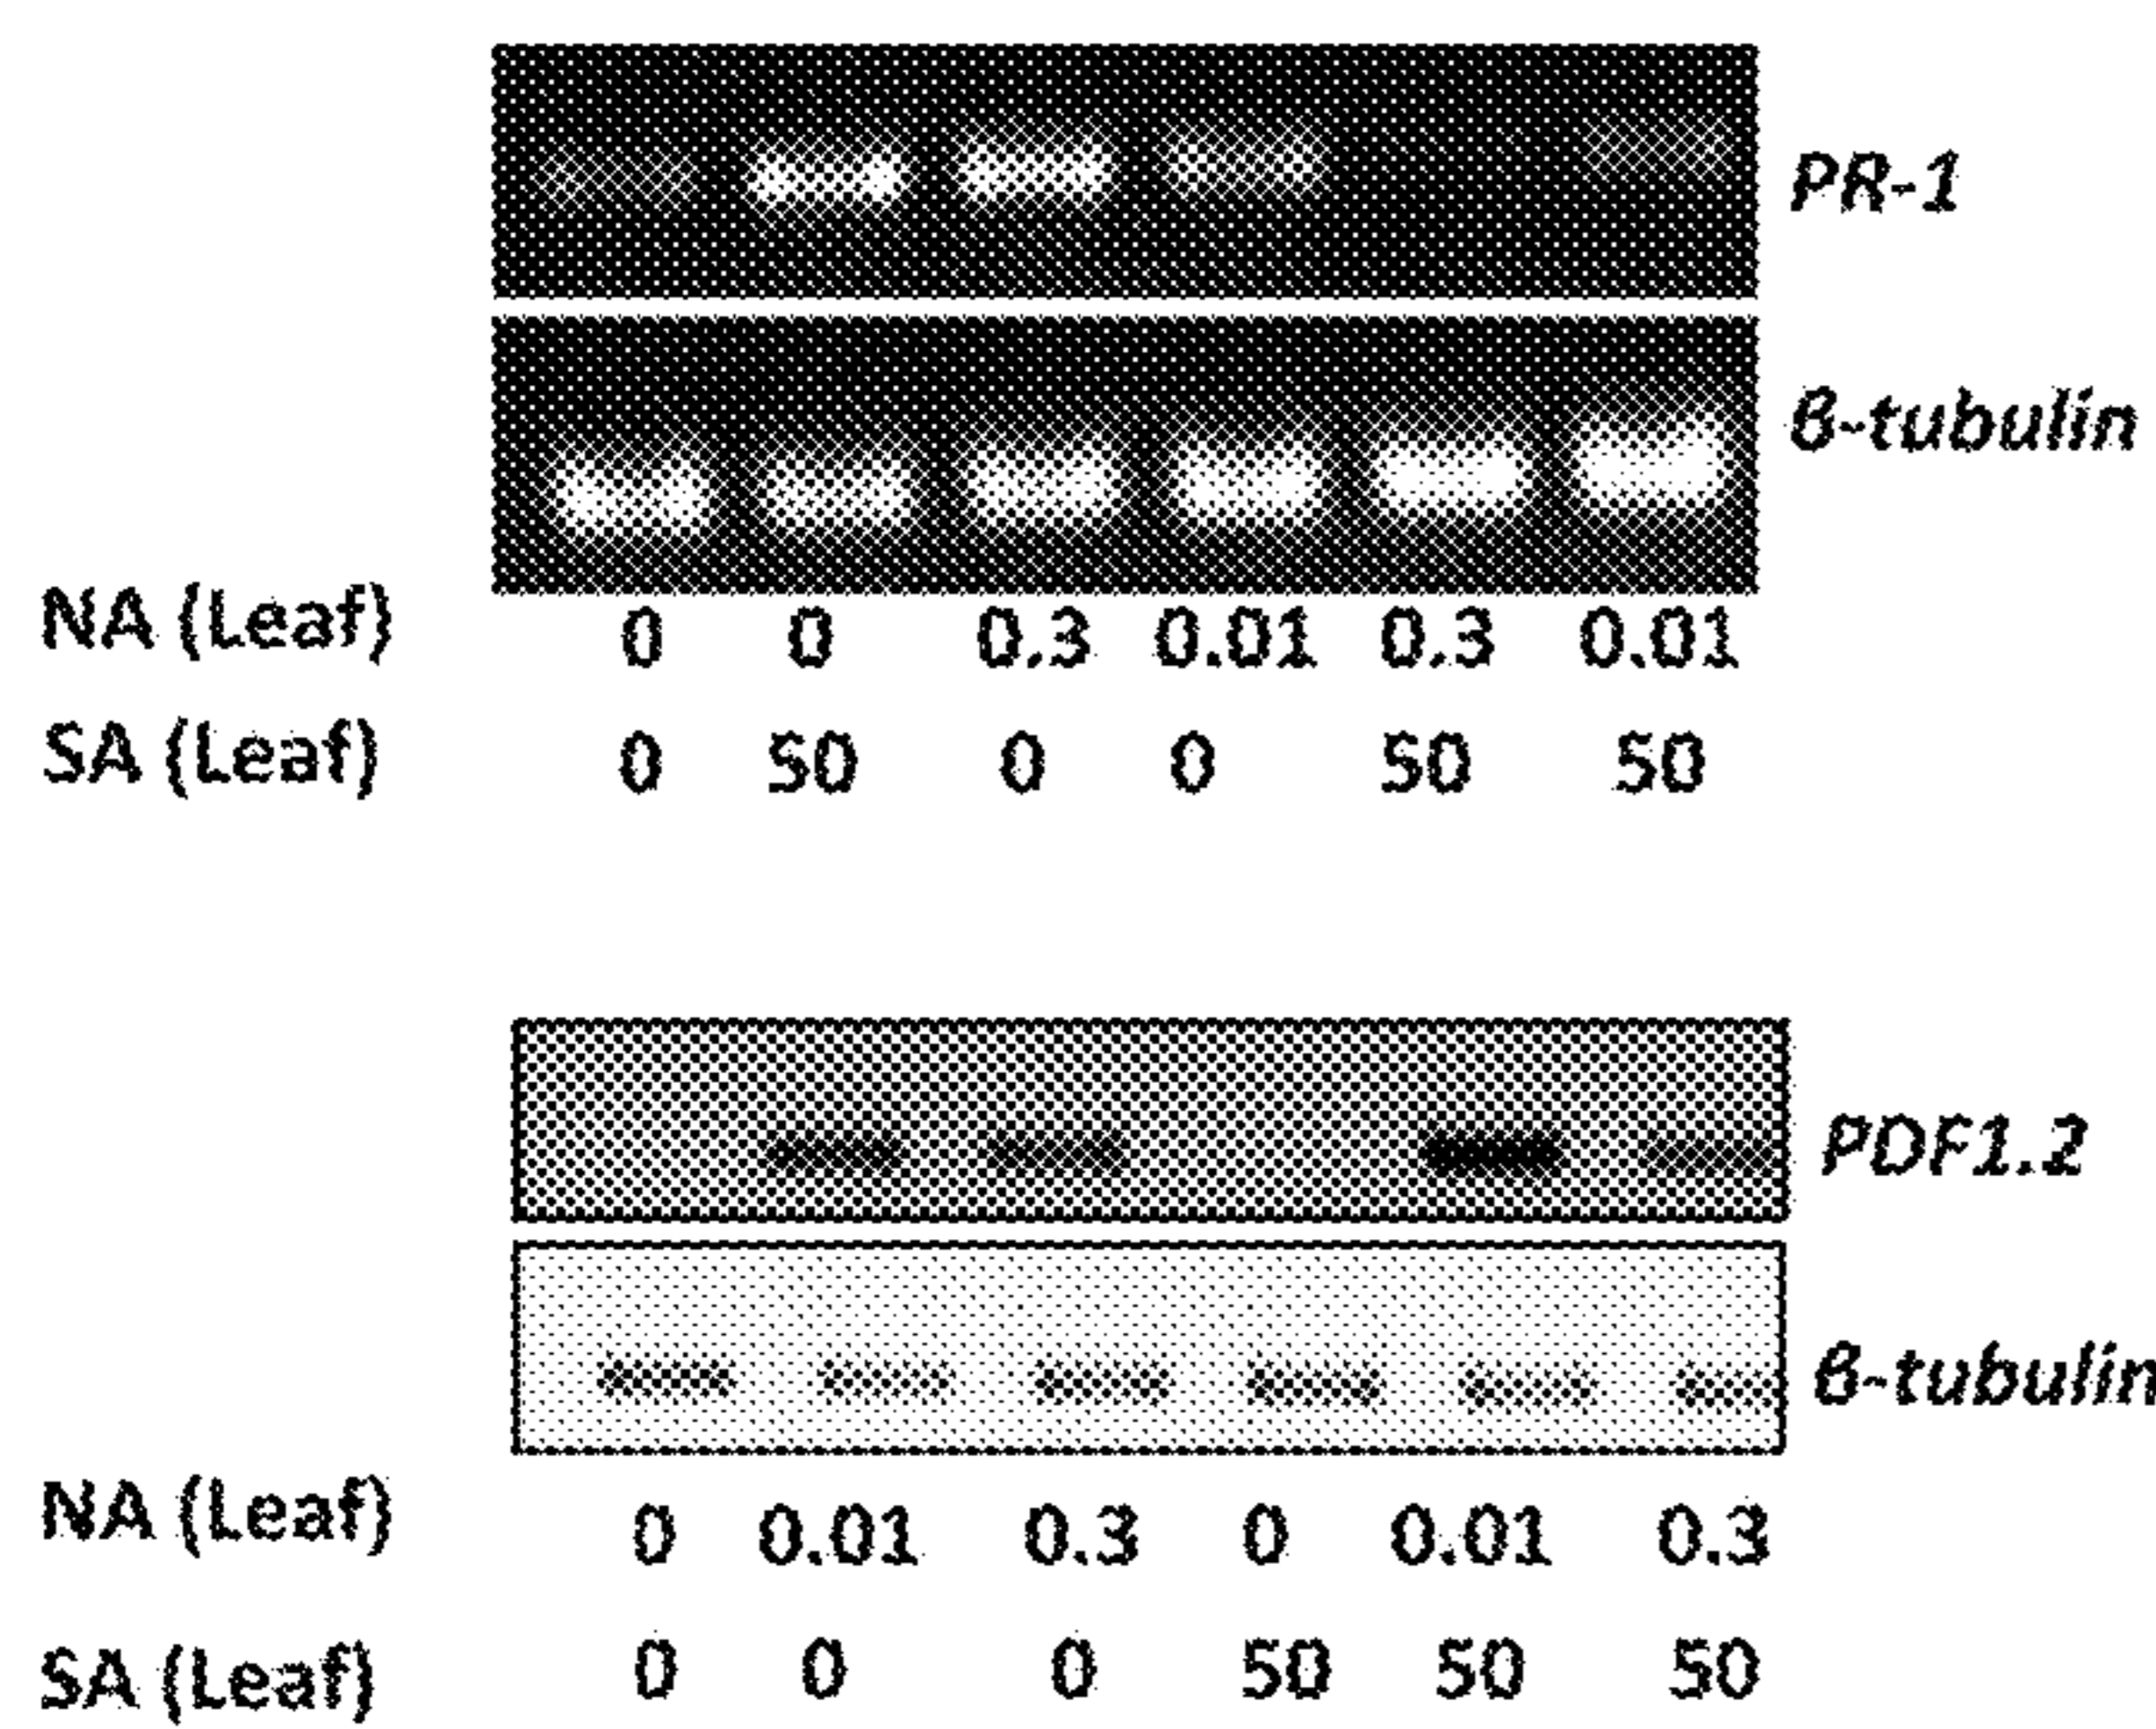 PR-1
β-tubulin
NA (Leaf) 0 0 0.3 0.01 0.3 0.01
SA (Leaf) 0 50 0 0 50 50
PDF1.2
β-tubulin
NA (Leaf) 0 0.01 0.3 0 0.01 0.3
SA (Leaf) 0 0 0 50 50 50